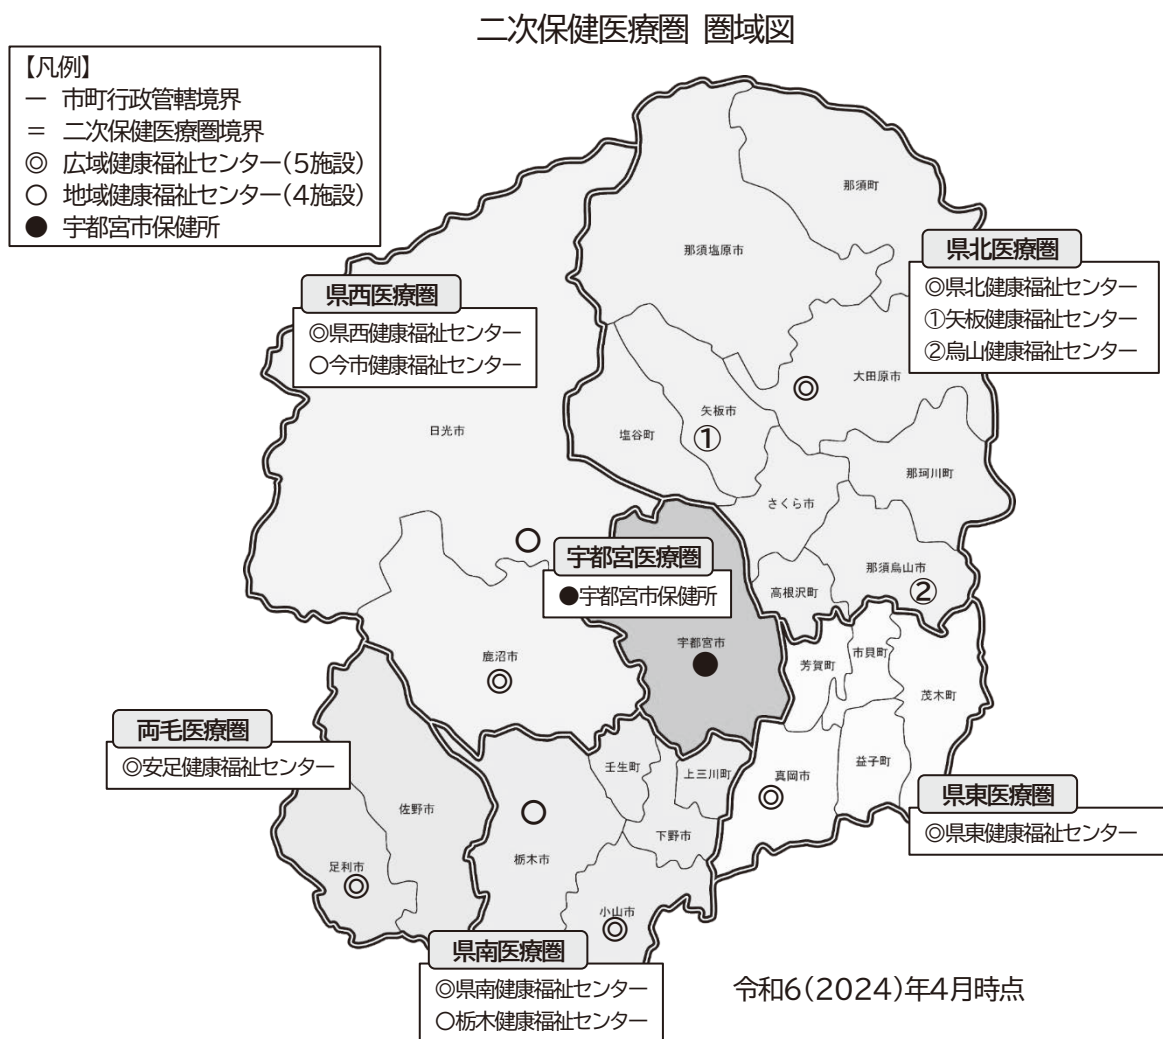 二次保健医療圏 圏域図
【凡例】
― 市町行政管轄境界
= 二次保健医療圏境界
◎ 広域健康福祉センター(5施設)
○ 地域健康福祉センター(4施設)
● 宇都宮市保健所
那須町
那須塩原市
県北医療圏
◎県北健康福祉センター
①矢板健康福祉センター
②烏山健康福祉センター
県西医療圏
◎県西健康福祉センター
○今市健康福祉センター
大田原市
矢板市
①
塩谷町
日光市
那珂川町
さくら市
宇都宮医療圏
●宇都宮市保健所
那須烏山市
②
高根沢町
宇都宮市
鹿沼市
芳賀町
市貝町
茂木町
両毛医療圏
◎安足健康福祉センター
壬生町
上三川町
真岡市
益子町
県東医療圏
◎県東健康福祉センター
佐野市
下野市
栃木市
足利市
小山市
県南医療圏
◎県南健康福祉センター
○栃木健康福祉センター
令和6(2024)年4月時点